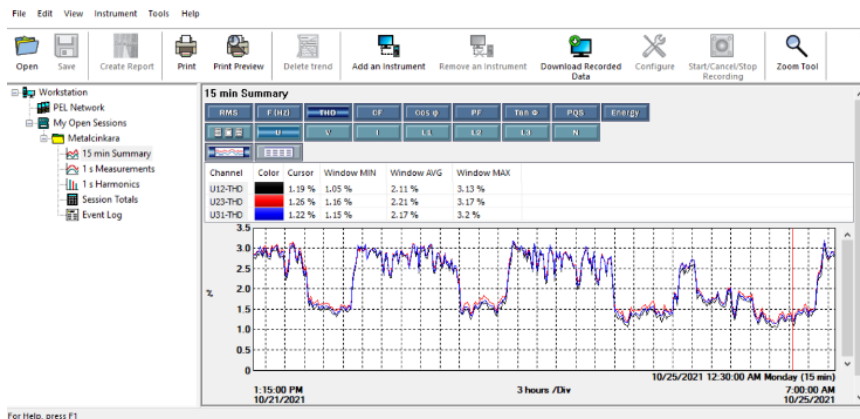 File Edit View Instrument Tools Help
Open Save Create Report Print Print Preview Delete trend Add an Instrument Remove an Instrument Download Recorded Data Configure Start/Cancel/Stop Recording Zoom Tool
Workstation
PEL Network
My Open Sessions
Metalcinkara
15 min Summary
1 s Measurements
1 s Harmonics
Session Totals
Event Log
15 min Summary
RMS F (Hz) THD CF Cos φ PF Tan Φ PQS Energy
U V I L1 L2 L3 N
Channel Color Cursor Window MIN Window AVG Window MAX
U12-THD 1.19 % 1.05 % 2.11 % 3.13 %
U23-THD 1.26 % 1.16 % 2.21 % 3.17 %
U31-THD 1.22 % 1.15 % 2.17 % 3.2 %
3.5
3.0
2.5
2.0
1.5
1.0
0.5
0
%
10/25/2021 12:30:00 AM Monday (15 min)
1:15:00 PM 3 hours /Div 7:00:00 AM
10/21/2021 10/25/2021
For Help, press F1